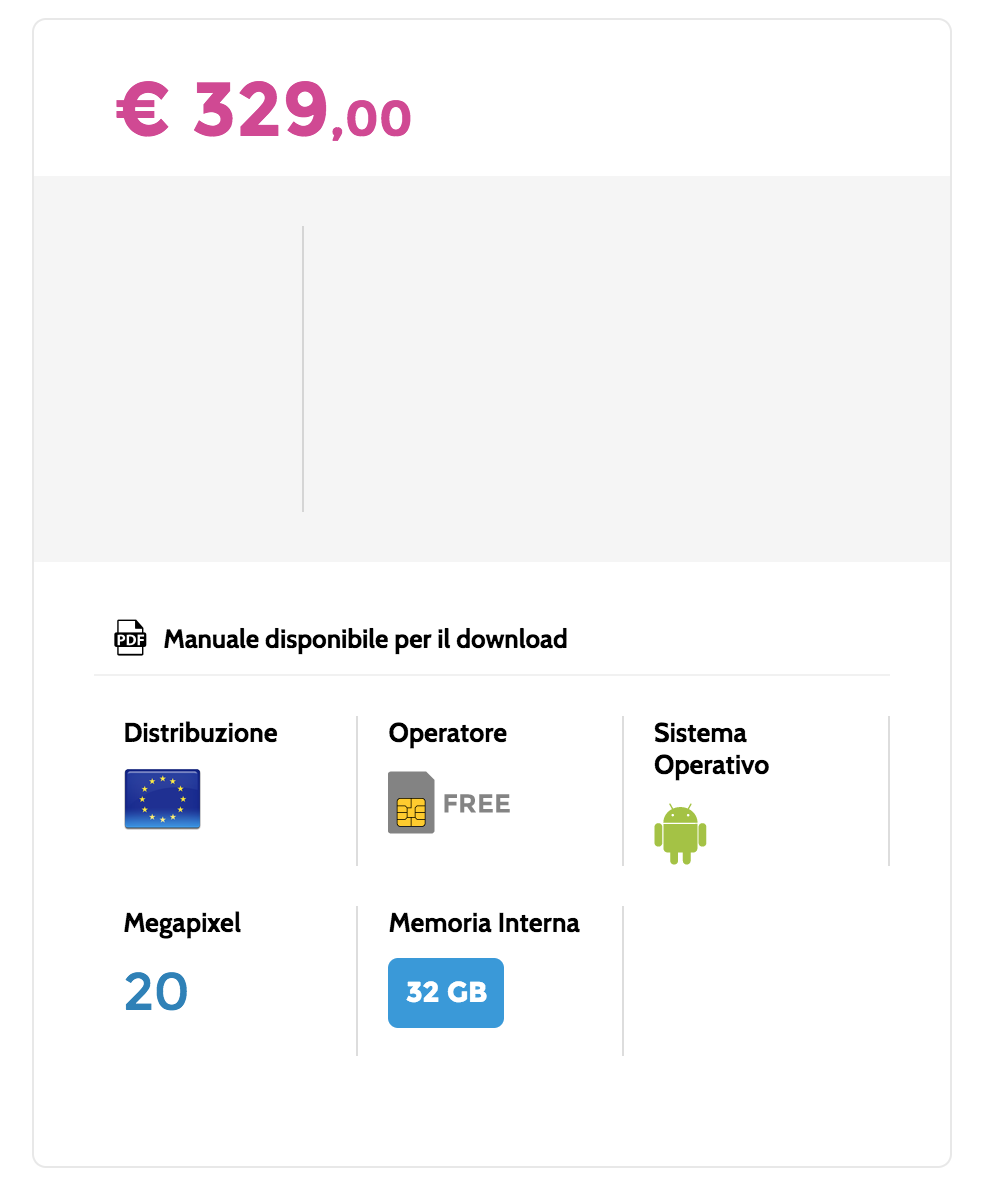 € 329,00
PDF
Manuale disponibile per il download
Distribuzione
Operatore
FREE
Sistema
Operativo
Megapixel
20
Memoria Interna
32 GB